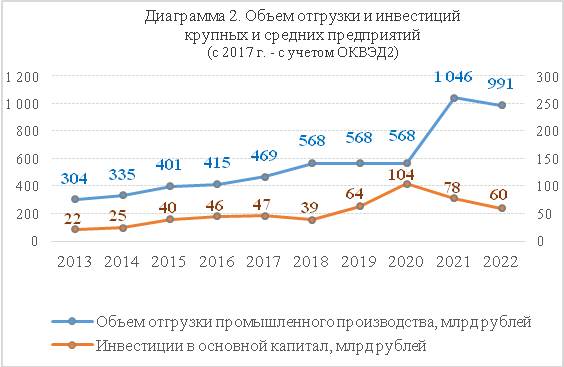 Диаграмма 2. Объем отгрузки и инвестиций
крупных и средних предприятий
(с 2017 г. - с учетом ОКВЭД2)
1 200
1 000
800
600
400
200
0
300
250
200
150
100
50
0
304 335 401 415 469 568 568 568 1 046 991
22 25 40 46 47 39 64 104 78 60
2013 2014 2015 2016 2017 2018 2019 2020 2021 2022
Объем отгрузки промышленного производства, млрд рублей
Инвестиции в основной капитал, млрд рублей